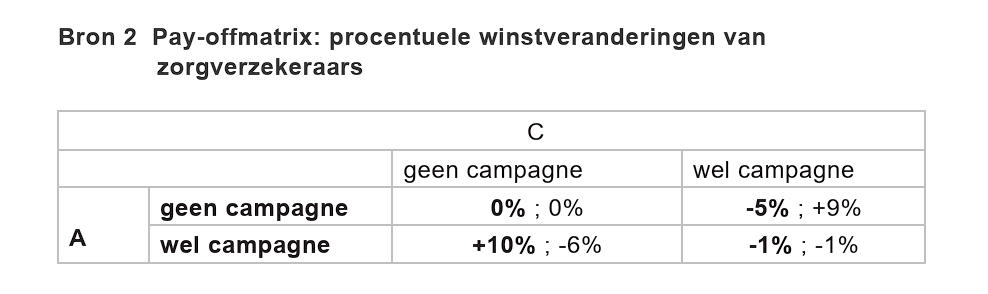 Bron 2 Pay-offmatrix: procentuele winstveranderingen van
zorgverzekeraars
C
geen campagne wel campagne
A
geen campagne 0% ; 0% -5% ; +9%
wel campagne +10% ; -6% -1% ; -1%